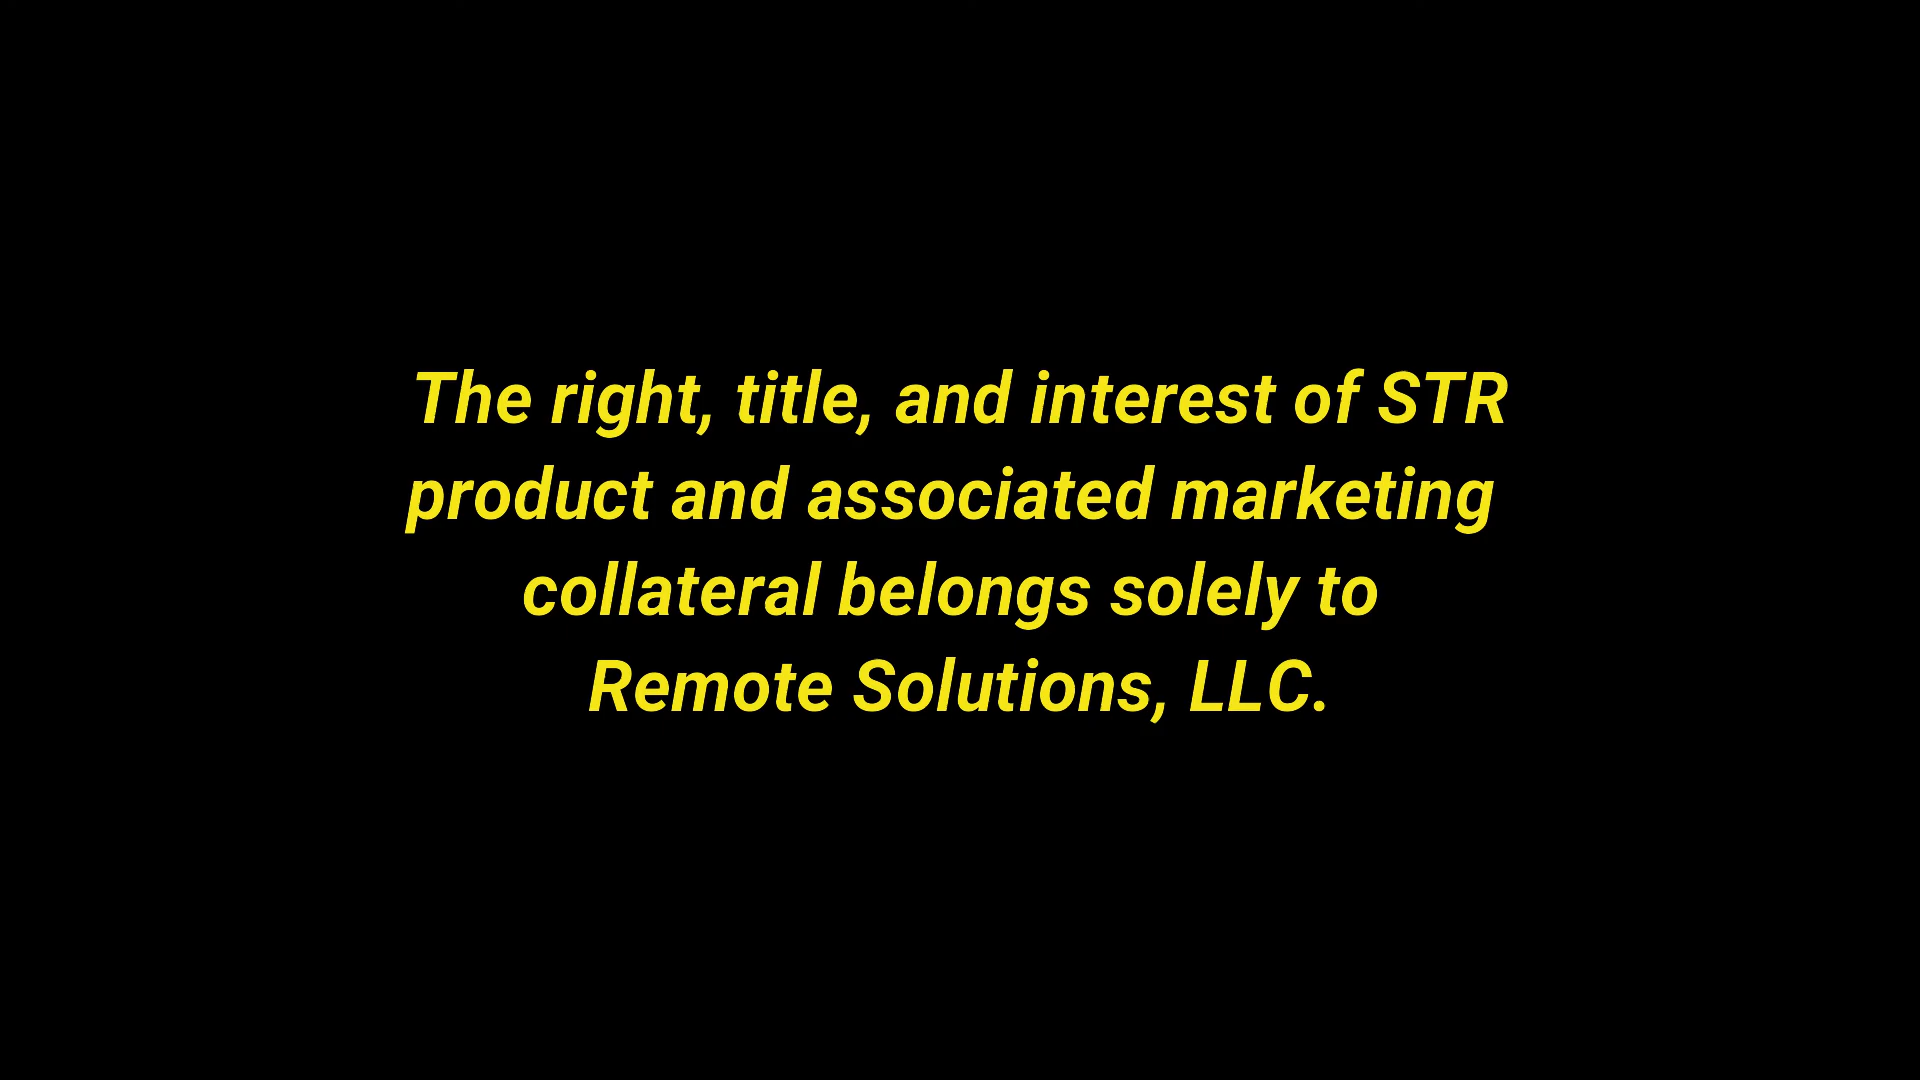 The right, title, and interest of STR
product and associated marketing
collateral belongs solely to
Remote Solutions, LLC.